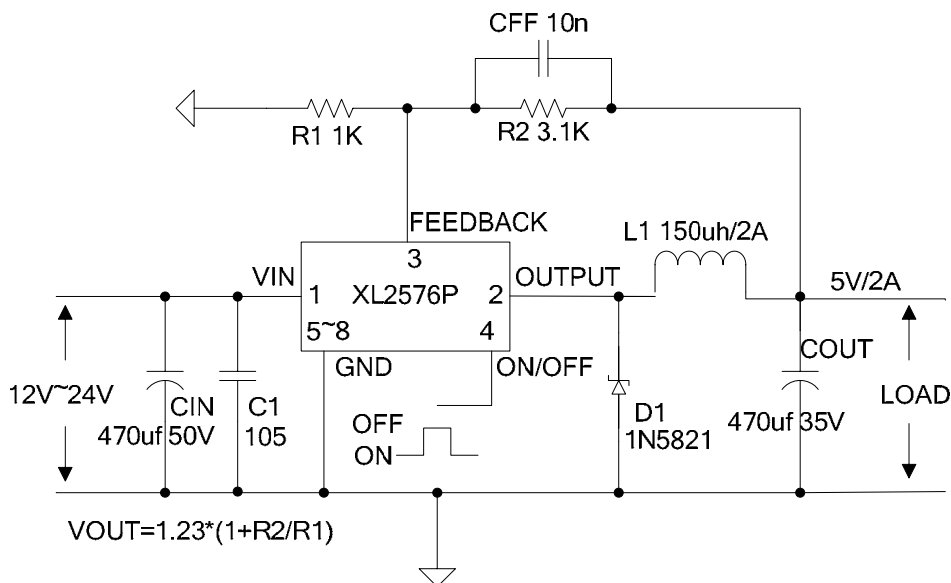 CFF 10n
R1 1K
R2 3.1K
FEEDBACK
L1 150uh/2A
3
VIN
OUTPUT
5V/2A
1
XL2576P
2
5~8
4
GND
ON/OFF
COUT
12V~24V
CIN
470uf 50V
C1
105
OFF
ON
D1
1N5821
470uf 35V
LOAD
VOUT=1.23*(1+R2/R1)